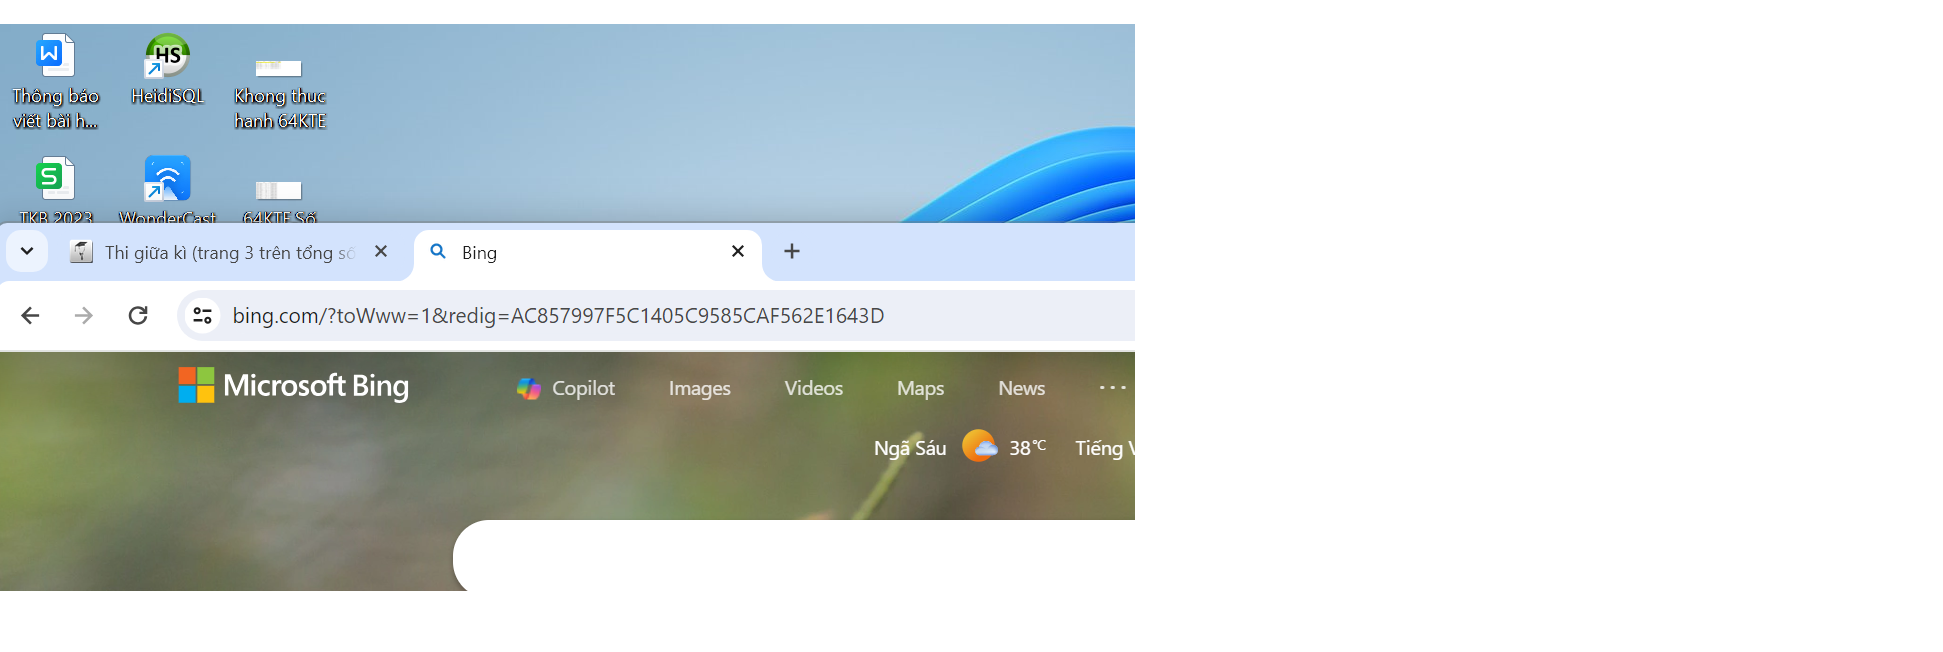 Thông báo
viết bài h...
HeidiSQL
Khong thuc
hanh 64KTE
TKB 2023
WonderCast
64KTE Số
Thi giữa kì (trang 3 trên tổng số
Bing
bing.com/?toWww=1&redig=AC857997F5C1405C9585CAF562E1643D
Microsoft Bing
Copilot
Images
Videos
Maps
News
Ngã Sáu
38°C
Tiếng V